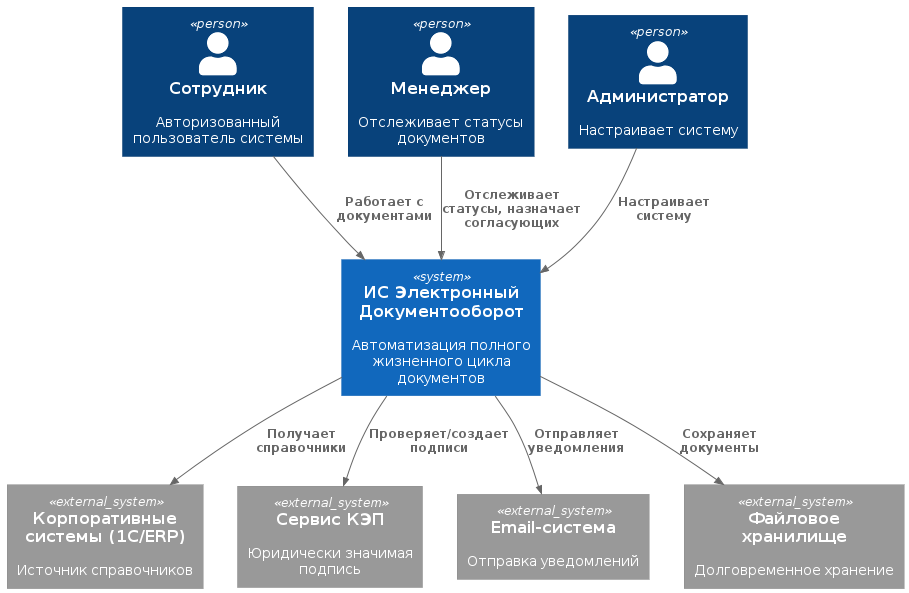 «person»
Сотрудник
Авторизованный
пользователь системы
«person»
Менеджер
Отслеживает статусы
документов
«person»
Администратор
Настраивает систему
Работает с
документами
Отслеживает
статусы, назначает
согласующих
Настраивает
систему
«system»
ИС Электронный
Документооборот
Автоматизация полного
жизненного цикла
документов
Получает
справочники
Проверяет/создает
подписи
Отправляет
уведомления
Сохраняет
документы
«external_system»
Корпоративные
системы (1С/ERP)
Источник справочников
«external_system»
Сервис КЭП
Юридически значимая
подпись
«external_system»
Email-система
Отправка уведомлений
«external_system»
Файловое
хранилище
Долговременное хранение